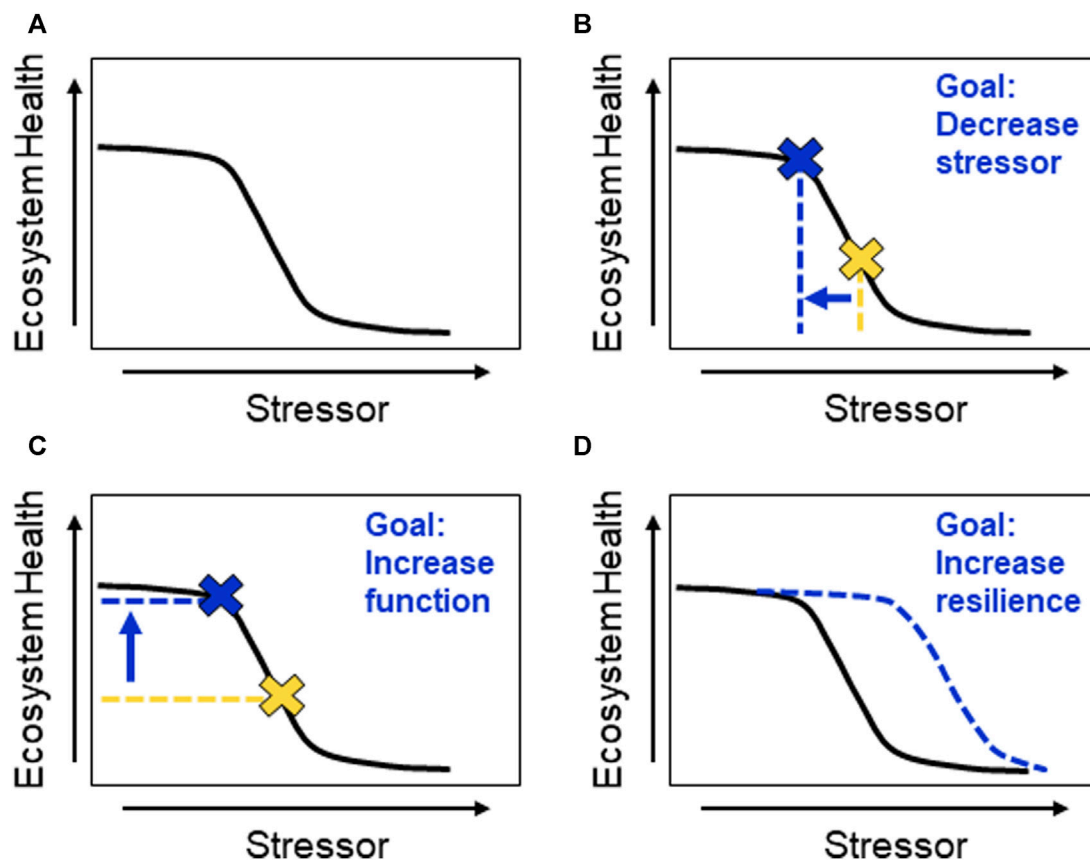 A
Ecosystem Health
Stressor
B
Ecosystem Health
Goal:
Decrease
stressor
Stressor
C
Ecosystem Health
Goal:
Increase
function
Stressor
D
Ecosystem Health
Goal:
Increase
resilience
Stressor